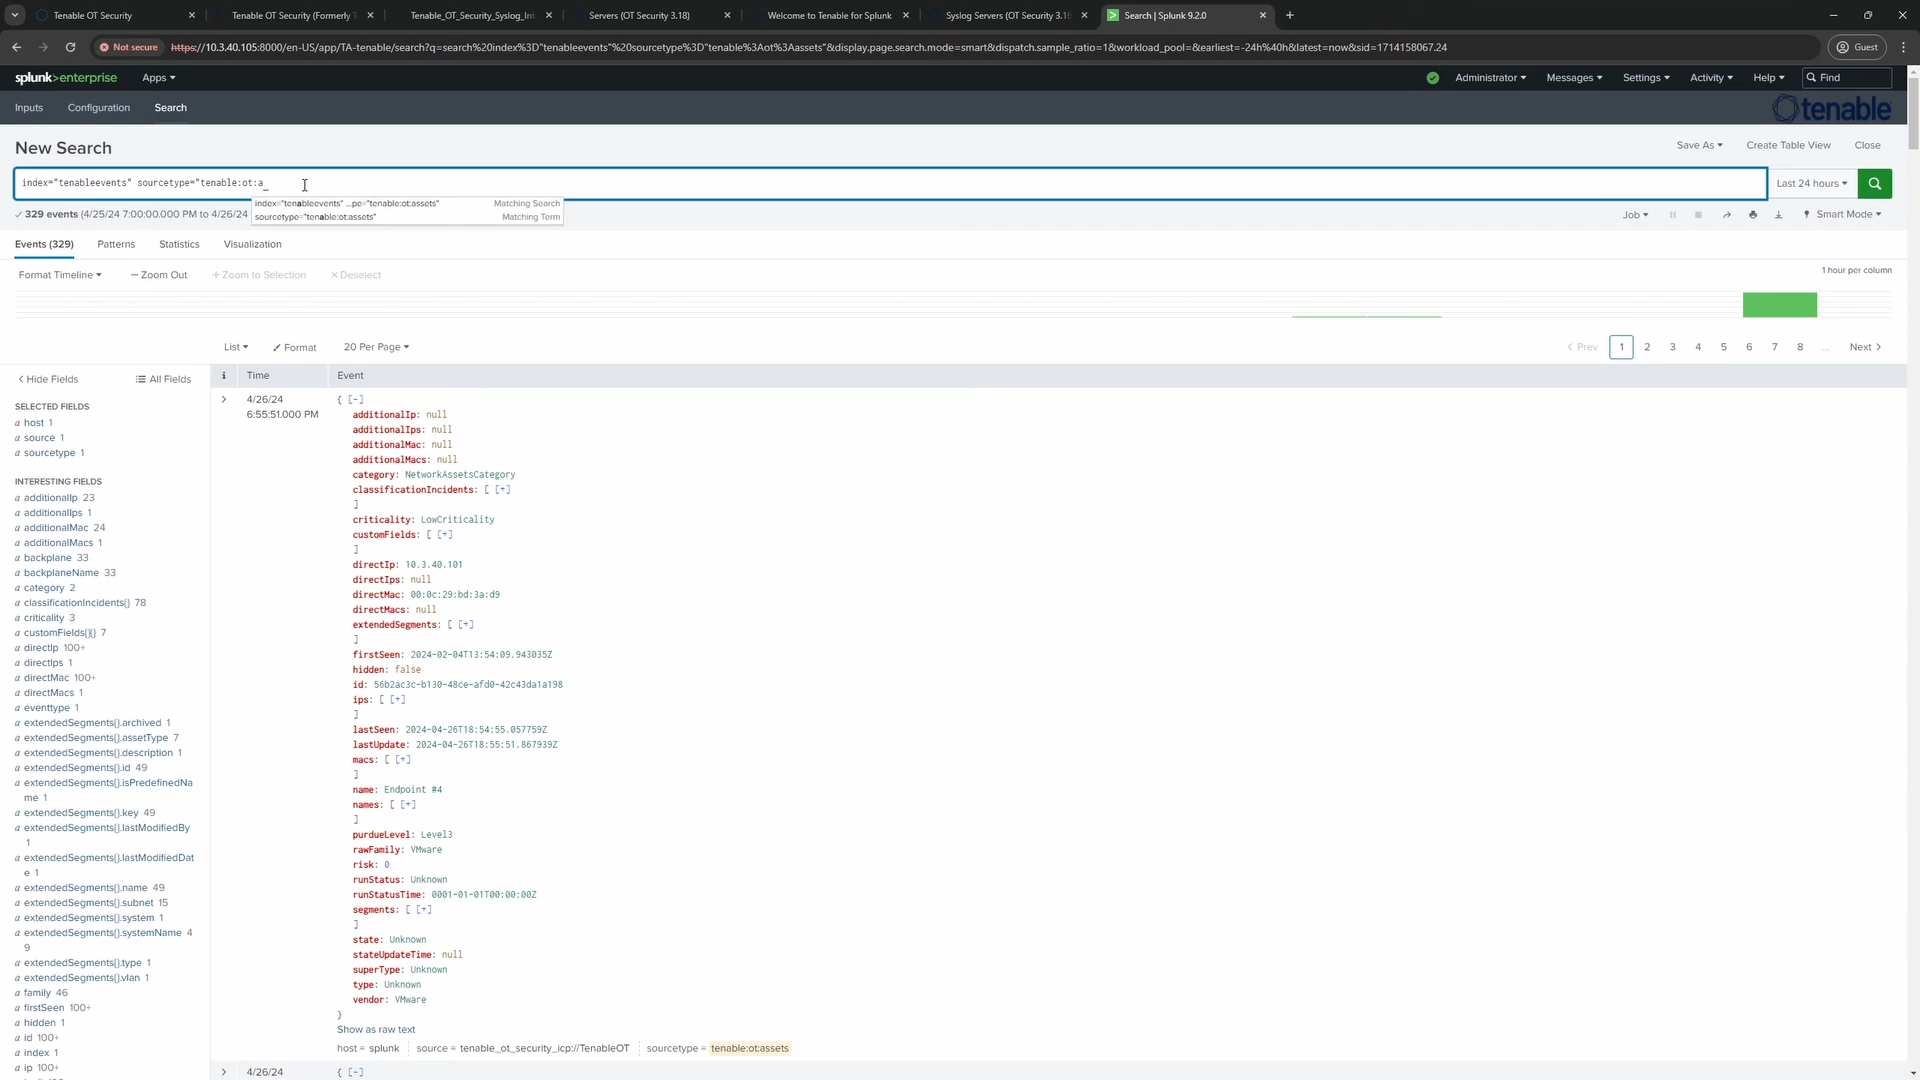 Tenable OT Security
Tenable OT Security (Formerly T
Tenable_OT_Security_Syslog_Int
Servers (OT Security 3.18)
Welcome to Tenable for Splunk
Syslog Servers (OT Security 3.18
Search | Splunk 9.2.0
Not secure
https://10.3.40.105:8000/en-US/app/TA-tenable/search?q=search%20index%3D"tenableevents"%20sourcetype%3D"tenable%3Aot%3Aassets"&display.page.search.mode=smart&dispatch.sample_ratio=1&workload_pool=&earliest=-24h%40h&latest=now&sid=1714158067.24
Guest
splunk>enterprise
Apps
Administrator
Messages
Settings
Activity
Help
Find
Inputs
Configuration
Search
tenable
New Search
Save As
Create Table View
Close
index="tenableevents" sourcetype="tenable:ot:a_
Last 24 hours
index="tenableevents" ...pe="tenable:ot:assets" Matching Search
sourcetype="tenable:ot:assets" Matching Term
329 events (4/25/24 7:00:00.000 PM to 4/26/24
Job
Smart Mode
Events (329)
Patterns
Statistics
Visualization
Format Timeline
— Zoom Out
+ Zoom to Selection
× Deselect
1 hour per column
List
Format
20 Per Page
< Prev 1 2 3 4 5 6 7 8 ... Next >
< Hide Fields
All Fields
i Time Event
SELECTED FIELDS
a host 1
a source 1
a sourcetype 1
INTERESTING FIELDS
a additionalIp 23
a additionalIps 1
a additionalMac 24
a additionalMacs 1
a backplane 33
a backplaneName 33
a category 2
a classificationIncidents{} 78
a criticality 3
a customFields{}{} 7
a directIp 100+
a directIps 1
a directMac 100+
a directMacs 1
a eventtype 1
a extendedSegments{}.archived 1
a extendedSegments{}.assetType 7
a extendedSegments{}.description 1
a extendedSegments{}.id 49
a extendedSegments{}.isPredefinedNa
me 1
a extendedSegments{}.key 49
a extendedSegments{}.lastModifiedBy
1
a extendedSegments{}.lastModifiedDat
e 1
a extendedSegments{}.name 49
a extendedSegments{}.subnet 15
a extendedSegments{}.system 1
a extendedSegments{}.systemName 4
9
a extendedSegments{}.type 1
a extendedSegments{}.vlan 1
a family 46
a firstSeen 100+
a hidden 1
a id 100+
a index 1
a ip 100+
> 4/26/24
6:55:51.000 PM
{ [-]
additionalIp: null
additionalIps: null
additionalMac: null
additionalMacs: null
category: NetworkAssetsCategory
classificationIncidents: [ [+]
]
criticality: LowCriticality
customFields: [ [+]
]
directIp: 10.3.40.101
directIps: null
directMac: 00:0c:29:bd:3a:d9
directMacs: null
extendedSegments: [ [+]
]
firstSeen: 2024-02-04T13:54:09.943035Z
hidden: false
id: 56b2ac3c-b130-48ce-afd0-42c43da1a198
ips: [ [+]
]
lastSeen: 2024-04-26T18:54:55.057759Z
lastUpdate: 2024-04-26T18:55:51.867939Z
macs: [ [+]
]
name: Endpoint #4
names: [ [+]
]
purdueLevel: Level3
rawFamily: VMware
risk: 0
runStatus: Unknown
runStatusTime: 0001-01-01T00:00:00Z
segments: [ [+]
]
state: Unknown
stateUpdateTime: null
superType: Unknown
type: Unknown
vendor: VMware
}
Show as raw text
host = splunk source = tenable_ot_security_icp://TenableOT sourcetype = tenable:ot:assets
> 4/26/24 { [-]